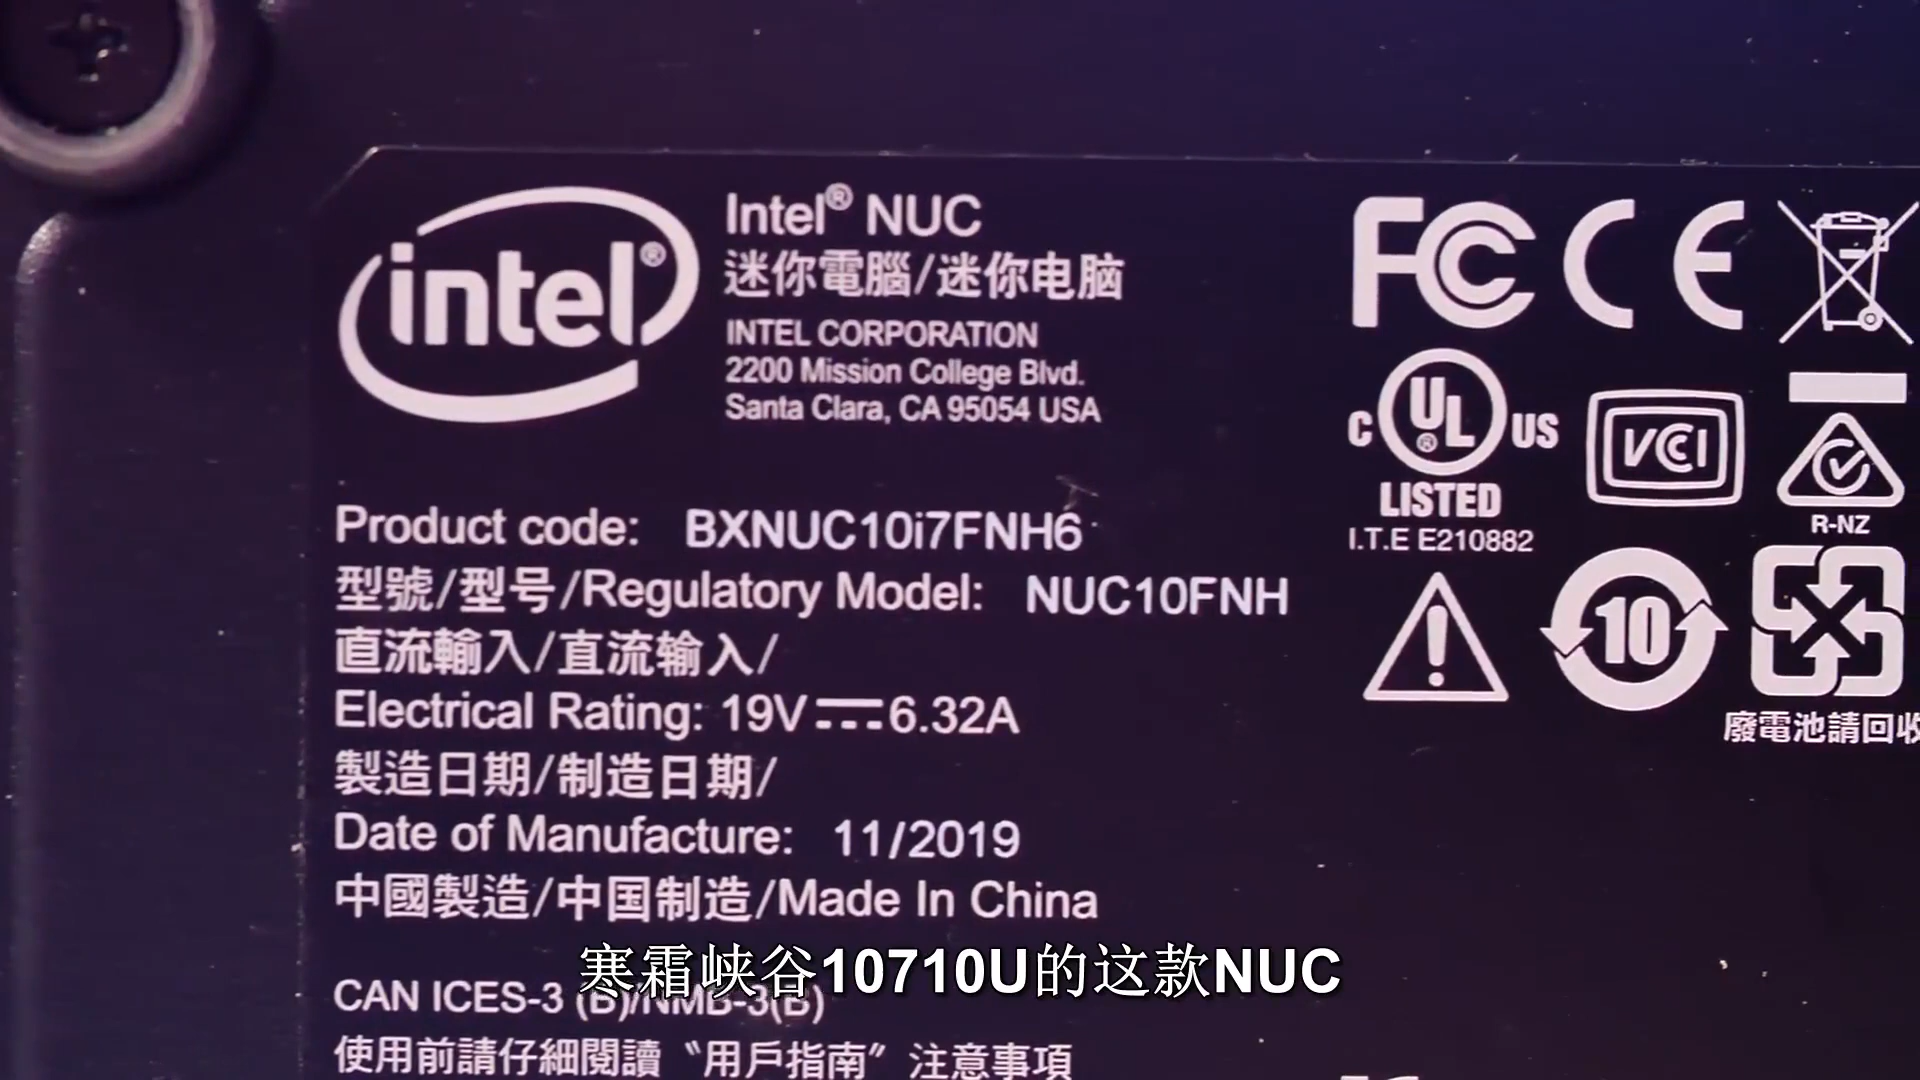 intel®
Intel® NUC
迷你電腦/迷你电脑
INTEL CORPORATION
2200 Mission College Blvd.
Santa Clara, CA 95054 USA
FC CE
C UL® US
LISTED
I.T.E E210882
VCI
R-NZ
10
廢電池請回收
Product code: BXNUC10i7FNH6
型號/型号/Regulatory Model: NUC10FNH
直流輸入/直流输入/
Electrical Rating: 19V⎓6.32A
製造日期/制造日期/
Date of Manufacture: 11/2019
中國製造/中国制造/Made In China
寒霜峡谷10710U的这款NUC
CAN ICES-3 (B)/NMB-3(B)
使用前請仔細閱讀〝用戶指南〞注意事項